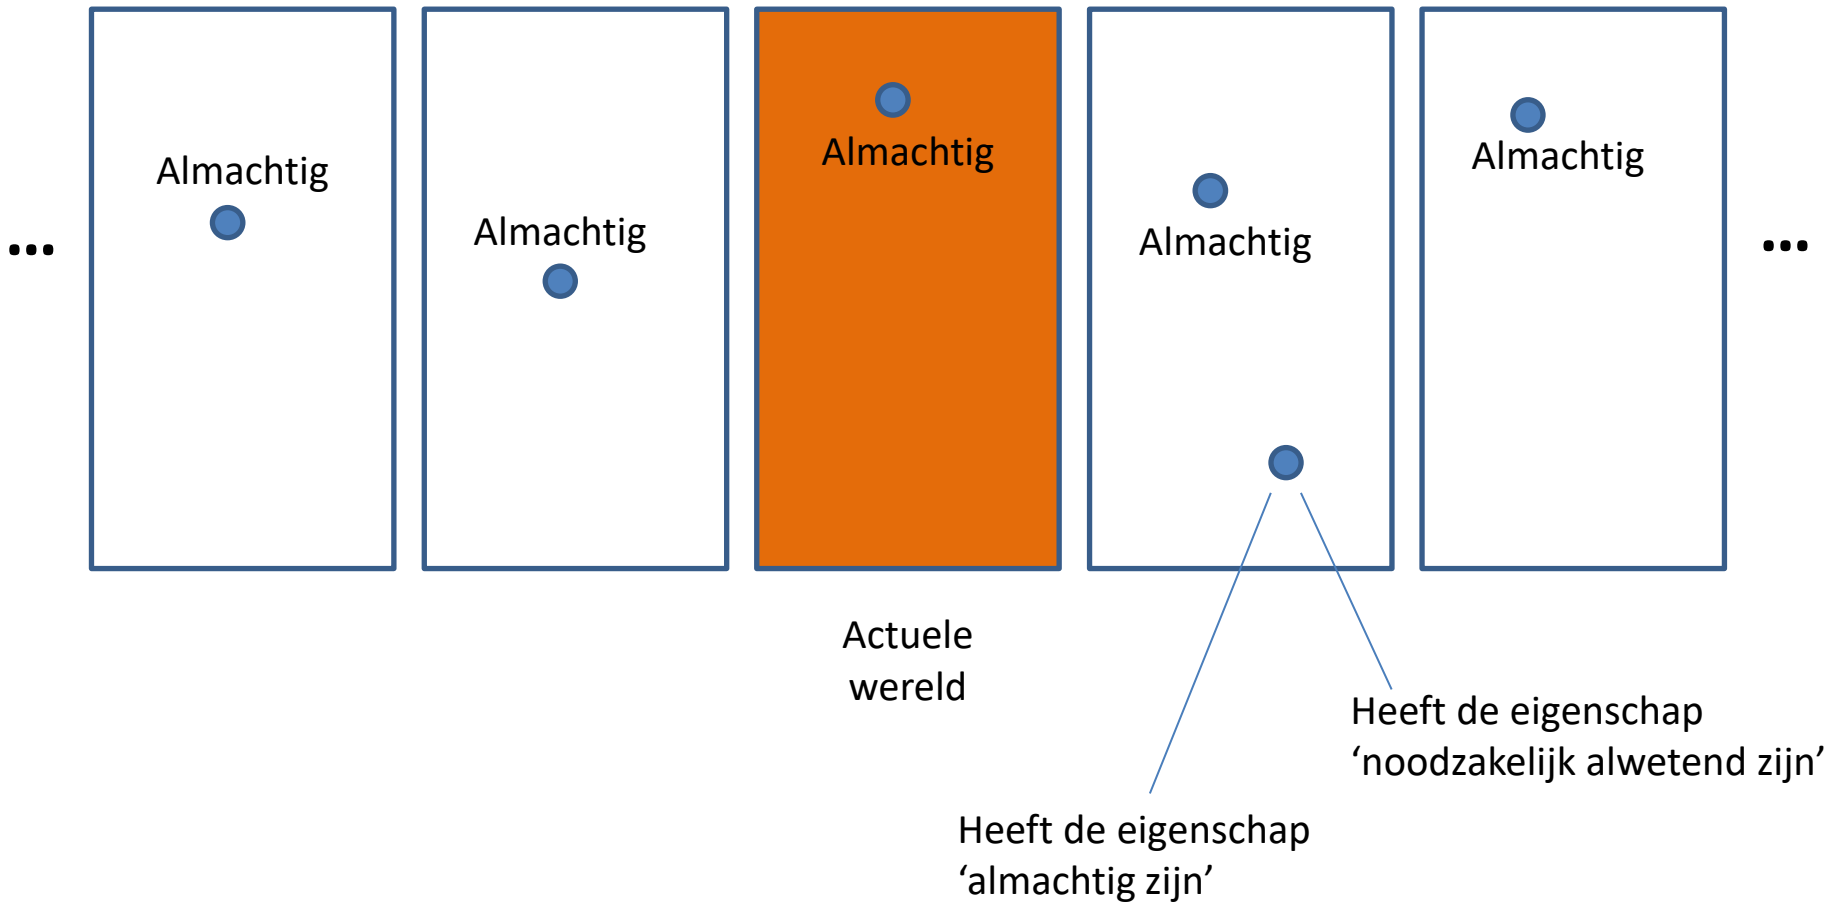 Almachtig
Almachtig
Almachtig
Almachtig
Almachtig
...
...
Actuele
wereld
Heeft de eigenschap
‘noodzakelijk alwetend zijn’
Heeft de eigenschap
‘almachtig zijn’